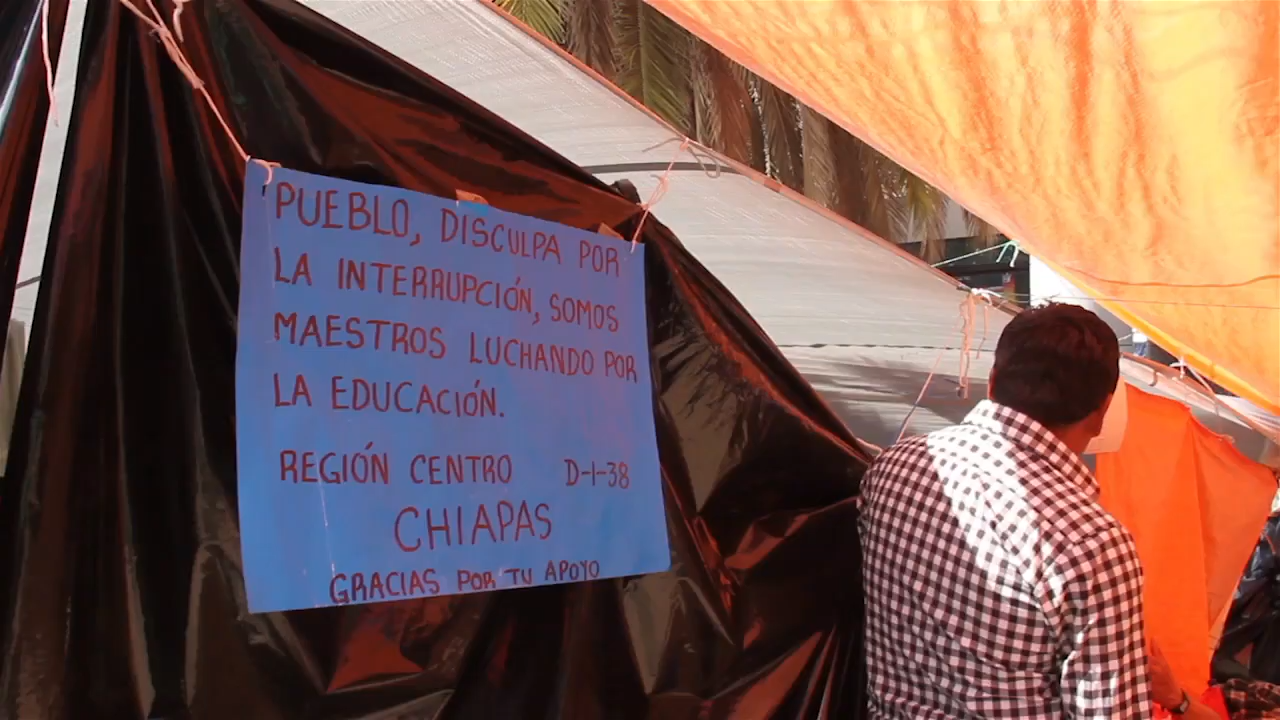 PUEBLO, DISCULPA POR
LA INTERRUPCIÓN, SOMOS
MAESTROS LUCHANDO POR
LA EDUCACIÓN.
REGIÓN CENTRO D-I-38
CHIAPAS
GRACIAS POR TU APOYO